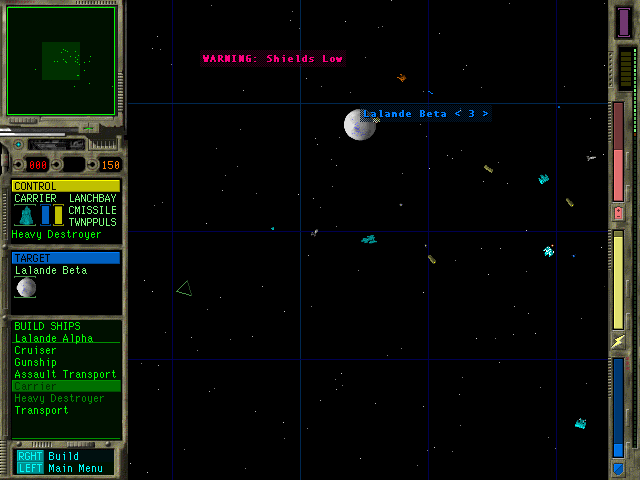 WARNING: Shields Low
Lalande Beta < 3 >
000 150
CONTROL
CARRIER LANCHBAY
CMISSILE
TWNPPULS
Heavy Destroyer
TARGET
Lalande Beta
BUILD SHIPS
Lalande Alpha
Cruiser
Gunship
Assault Transport
Carrier
Heavy Destroyer
Transport
RGHT Build
LEFT Main Menu